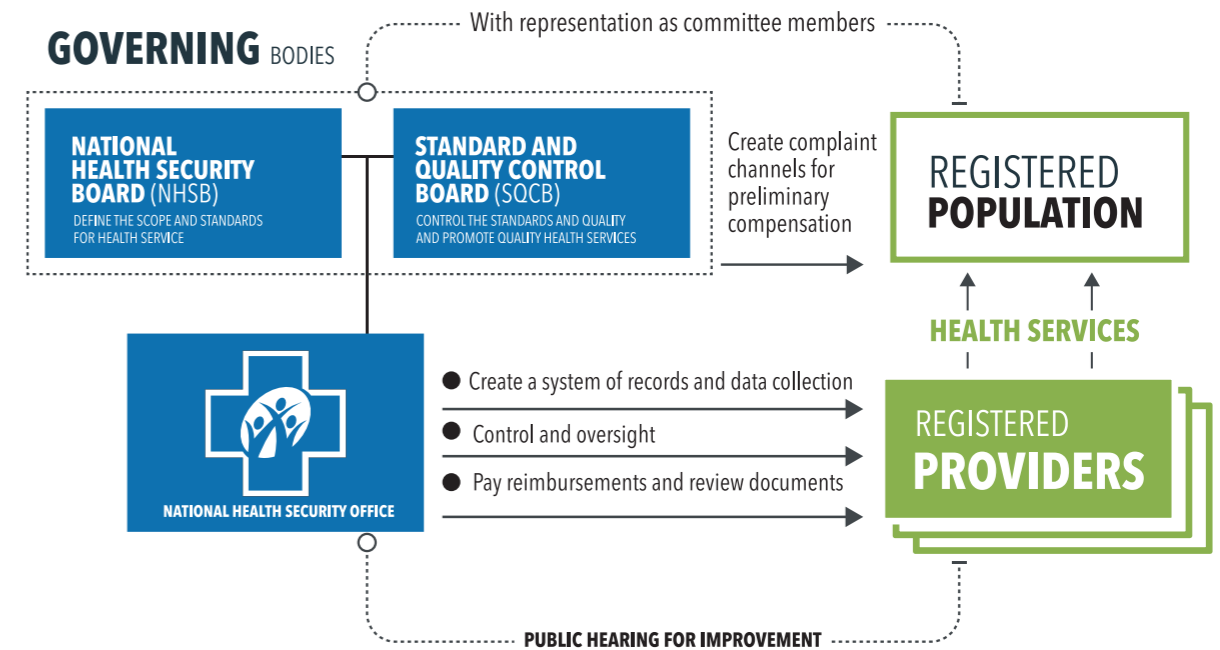 With representation as committee members
GOVERNING BODIES
NATIONAL
HEALTH SECURITY
BOARD (NHSB)
DEFINE THE SCOPE AND STANDARDS
FOR HEALTH SERVICE
STANDARD AND
QUALITY CONTROL
BOARD (SQCB)
CONTROL THE STANDARDS AND QUALITY
AND PROMOTE QUALITY HEALTH SERVICES
Create complaint
channels for
preliminary
compensation
REGISTERED
POPULATION
HEALTH SERVICES
NATIONAL HEALTH SECURITY OFFICE
● Create a system of records and data collection
● Control and oversight
● Pay reimbursements and review documents
REGISTERED
PROVIDERS
PUBLIC HEARING FOR IMPROVEMENT